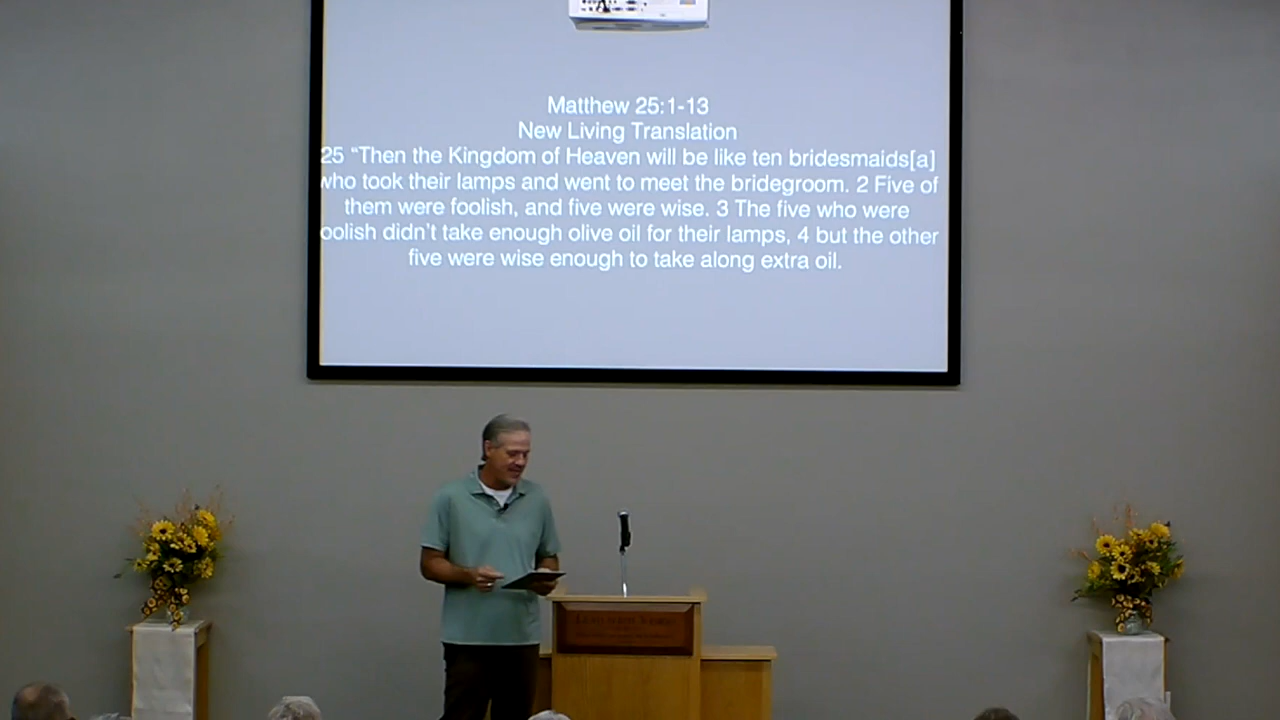 Matthew 25:1-13
New Living Translation
25 “Then the Kingdom of Heaven will be like ten bridesmaids[a]
who took their lamps and went to meet the bridegroom. 2 Five of
them were foolish, and five were wise. 3 The five who were
oolish didn’t take enough olive oil for their lamps, 4 but the other
five were wise enough to take along extra oil.